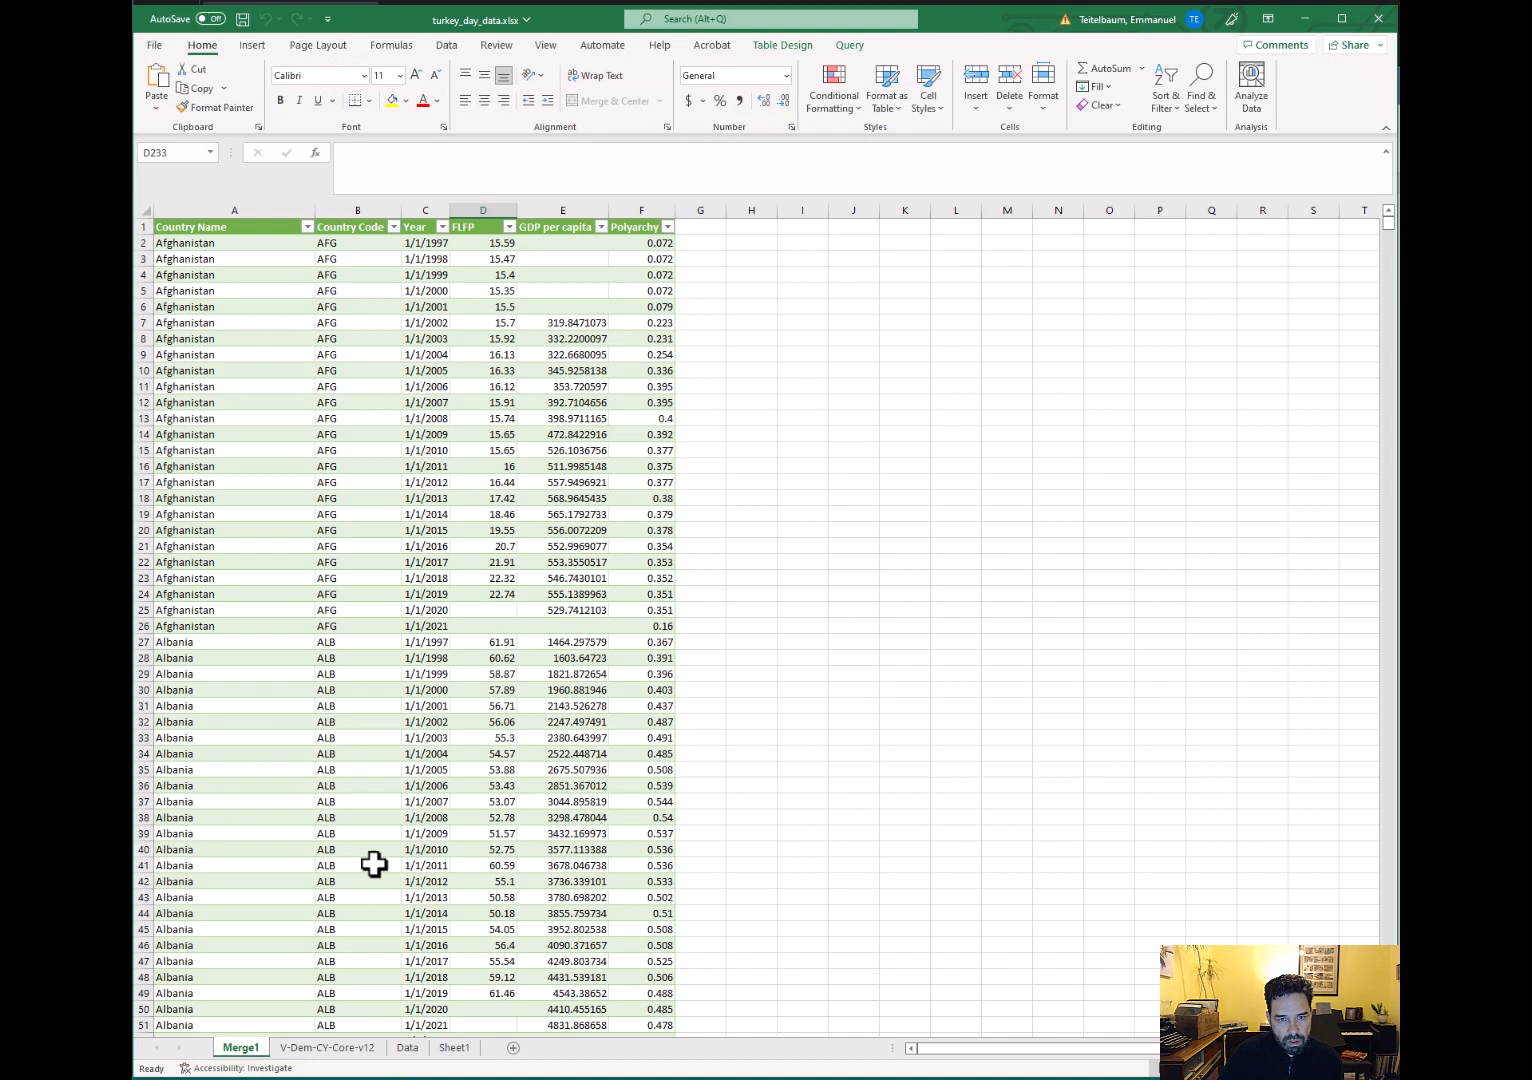 AutoSave Off turkey_day_data.xlsx Search (Alt+Q) Teitelbaum, Emmanuel TE
File Home Insert Page Layout Formulas Data Review View Automate Help Acrobat Table Design Query Comments Share
Paste Cut Copy Format Painter Clipboard
Calibri 11 B I U A Font
Wrap Text Merge & Center Alignment
General $ % Number
Conditional Formatting Format as Table Cell Styles Styles
Insert Delete Format Cells
AutoSum Fill Clear Sort & Filter Find & Select Editing
Analyze Data Analysis
D233 fx
A B C D E F G H I J K L M N O P Q R S T
1 Country Name Country Code Year FLFP GDP per capita Polyarchy
2 Afghanistan AFG 1/1/1997 15.59 0.072
3 Afghanistan AFG 1/1/1998 15.47 0.072
4 Afghanistan AFG 1/1/1999 15.4 0.072
5 Afghanistan AFG 1/1/2000 15.35 0.072
6 Afghanistan AFG 1/1/2001 15.5 0.079
7 Afghanistan AFG 1/1/2002 15.7 319.8471073 0.223
8 Afghanistan AFG 1/1/2003 15.92 332.2200097 0.231
9 Afghanistan AFG 1/1/2004 16.13 322.6680095 0.254
10 Afghanistan AFG 1/1/2005 16.33 345.9258138 0.336
11 Afghanistan AFG 1/1/2006 16.12 353.720597 0.395
12 Afghanistan AFG 1/1/2007 15.91 392.7104656 0.395
13 Afghanistan AFG 1/1/2008 15.74 398.9711165 0.4
14 Afghanistan AFG 1/1/2009 15.65 472.8422916 0.392
15 Afghanistan AFG 1/1/2010 15.65 526.1036756 0.377
16 Afghanistan AFG 1/1/2011 16 511.9985148 0.375
17 Afghanistan AFG 1/1/2012 16.44 557.9496921 0.377
18 Afghanistan AFG 1/1/2013 17.42 568.9645435 0.38
19 Afghanistan AFG 1/1/2014 18.46 565.1792733 0.379
20 Afghanistan AFG 1/1/2015 19.55 556.0072209 0.378
21 Afghanistan AFG 1/1/2016 20.7 552.9969077 0.354
22 Afghanistan AFG 1/1/2017 21.91 553.3550517 0.353
23 Afghanistan AFG 1/1/2018 22.32 546.7430101 0.352
24 Afghanistan AFG 1/1/2019 22.74 555.1389963 0.351
25 Afghanistan AFG 1/1/2020 529.7412103 0.351
26 Afghanistan AFG 1/1/2021 0.16
27 Albania ALB 1/1/1997 61.91 1464.297579 0.367
28 Albania ALB 1/1/1998 60.62 1603.64723 0.391
29 Albania ALB 1/1/1999 58.87 1821.872654 0.396
30 Albania ALB 1/1/2000 57.89 1960.881946 0.403
31 Albania ALB 1/1/2001 56.71 2143.526278 0.437
32 Albania ALB 1/1/2002 56.06 2247.497491 0.487
33 Albania ALB 1/1/2003 55.3 2380.643997 0.491
34 Albania ALB 1/1/2004 54.57 2522.448714 0.485
35 Albania ALB 1/1/2005 53.88 2675.507936 0.508
36 Albania ALB 1/1/2006 53.43 2851.367012 0.539
37 Albania ALB 1/1/2007 53.07 3044.895819 0.544
38 Albania ALB 1/1/2008 52.78 3298.478044 0.54
39 Albania ALB 1/1/2009 51.57 3432.169973 0.537
40 Albania ALB 1/1/2010 52.75 3577.113388 0.536
41 Albania ALB 1/1/2011 60.59 3678.046738 0.536
42 Albania ALB 1/1/2012 55.1 3736.339101 0.533
43 Albania ALB 1/1/2013 50.58 3780.698202 0.502
44 Albania ALB 1/1/2014 50.18 3855.759734 0.51
45 Albania ALB 1/1/2015 54.05 3952.802538 0.508
46 Albania ALB 1/1/2016 56.4 4090.371657 0.508
47 Albania ALB 1/1/2017 55.54 4249.803734 0.525
48 Albania ALB 1/1/2018 59.12 4431.539181 0.506
49 Albania ALB 1/1/2019 61.46 4543.38652 0.488
50 Albania ALB 1/1/2020 4410.455165 0.485
51 Albania ALB 1/1/2021 4831.868658 0.478
Merge1 V-Dem-CY-Core-v12 Data Sheet1
Ready Accessibility: Investigate